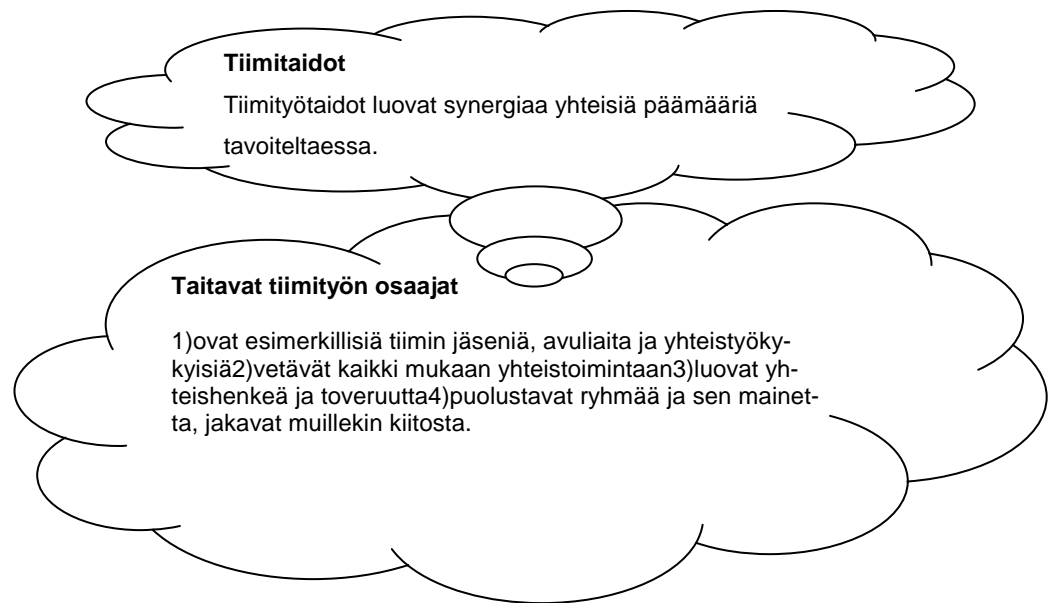 Tiimitaidot
Tiimityötaidot luovat synergiaa yhteisiä päämääriä
tavoiteltaessa.
Taitavat tiimityön osaajat
1)ovat esimerkillisiä tiimin jäseniä, avuliaita ja yhteistyöky-
kyisiä2)vetävät kaikki mukaan yhteistoimintaan3)luovat yh-
teishenkeä ja toveruutta4)puolustavat ryhmää ja sen mainet-
ta, jakavat muillekin kiitosta.